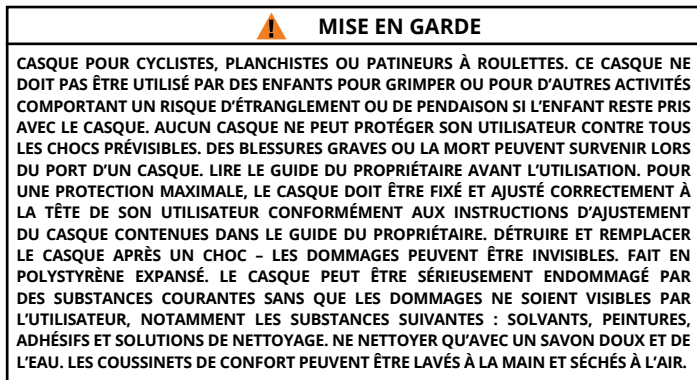 MISE EN GARDE
CASQUE POUR CYCLISTES, PLANCHISTES OU PATINEURS À ROULETTES. CE CASQUE NE
DOIT PAS ÊTRE UTILISÉ PAR DES ENFANTS POUR GRIMPER OU POUR D'AUTRES ACTIVITÉS
COMPORTANT UN RISQUE D'ÉTRANGLEMENT OU DE PENDAISON SI L'ENFANT RESTE PRIS
AVEC LE CASQUE. AUCUN CASQUE NE PEUT PROTÉGER SON UTILISATEUR CONTRE TOUS
LES CHOCS PRÉVISIBLES. DES BLESSURES GRAVES OU LA MORT PEUVENT SURVENIR LORS
DU PORT D'UN CASQUE. LIRE LE GUIDE DU PROPRIÉTAIRE AVANT L'UTILISATION. POUR
UNE PROTECTION MAXIMALE, LE CASQUE DOIT ÊTRE FIXÉ ET AJUSTÉ CORRECTEMENT À
LA TÊTE DE SON UTILISATEUR CONFORMÉMENT AUX INSTRUCTIONS D'AJUSTEMENT
DU CASQUE CONTENUES DANS LE GUIDE DU PROPRIÉTAIRE. DÉTRUIRE ET REMPLACER
LE CASQUE APRÈS UN CHOC – LES DOMMAGES PEUVENT ÊTRE INVISIBLES. FAIT EN
POLYSTYRÈNE EXPANSÉ. LE CASQUE PEUT ÊTRE SÉRIEUSEMENT ENDOMMAGÉ PAR
DES SUBSTANCES COURANTES SANS QUE LES DOMMAGES NE SOIENT VISIBLES PAR
L'UTILISATEUR, NOTAMMENT LES SUBSTANCES SUIVANTES : SOLVANTS, PEINTURES,
ADHÉSIFS ET SOLUTIONS DE NETTOYAGE. NE NETTOYER QU'AVEC UN SAVON DOUX ET DE
L'EAU. LES COUSSINETS DE CONFORT PEUVENT ÊTRE LAVÉS À LA MAIN ET SÉCHÉS À L'AIR.